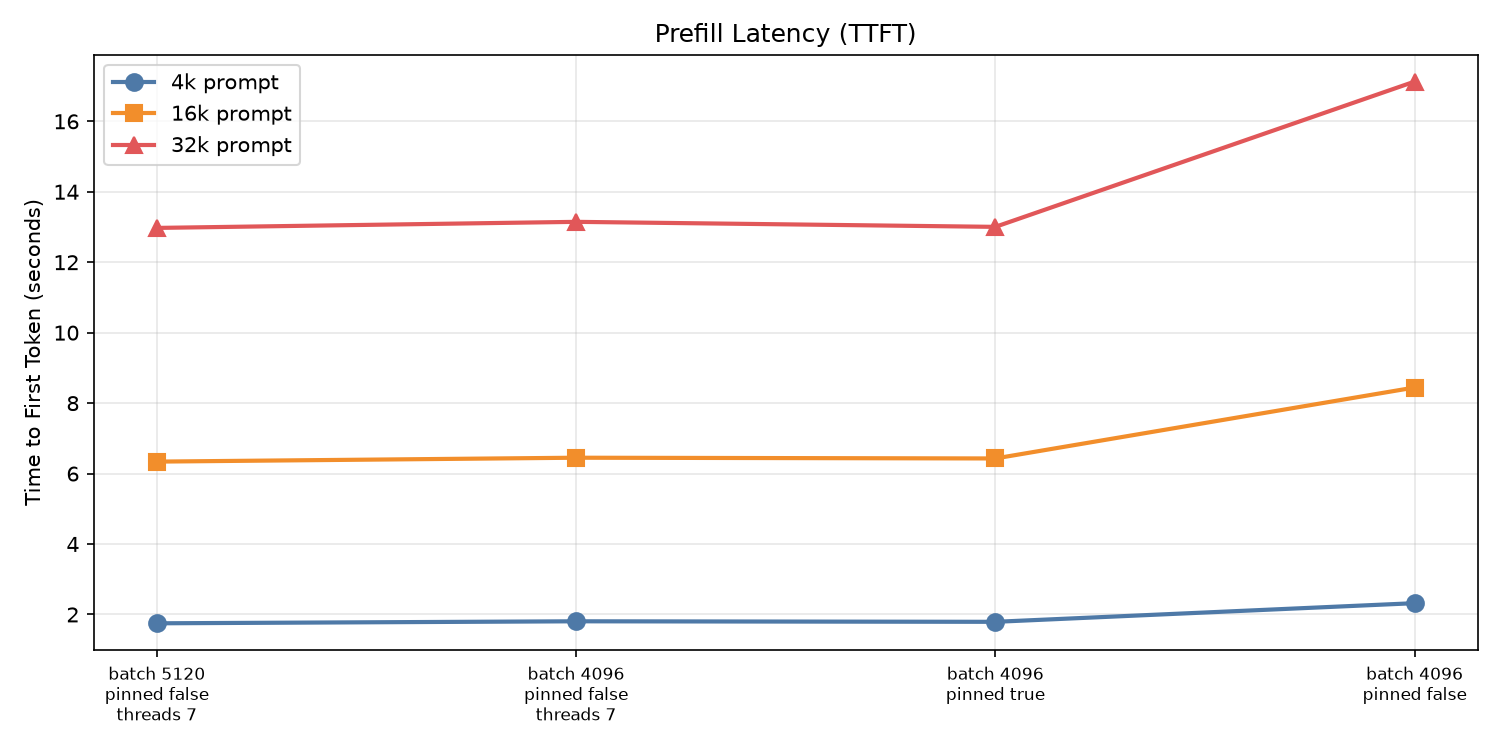 Prefill Latency (TTFT)
4k prompt
16k prompt
32k prompt
Time to First Token (seconds)
16
14
12
10
8
6
4
2
batch 5120
pinned false
threads 7
batch 4096
pinned false
threads 7
batch 4096
pinned true
batch 4096
pinned false